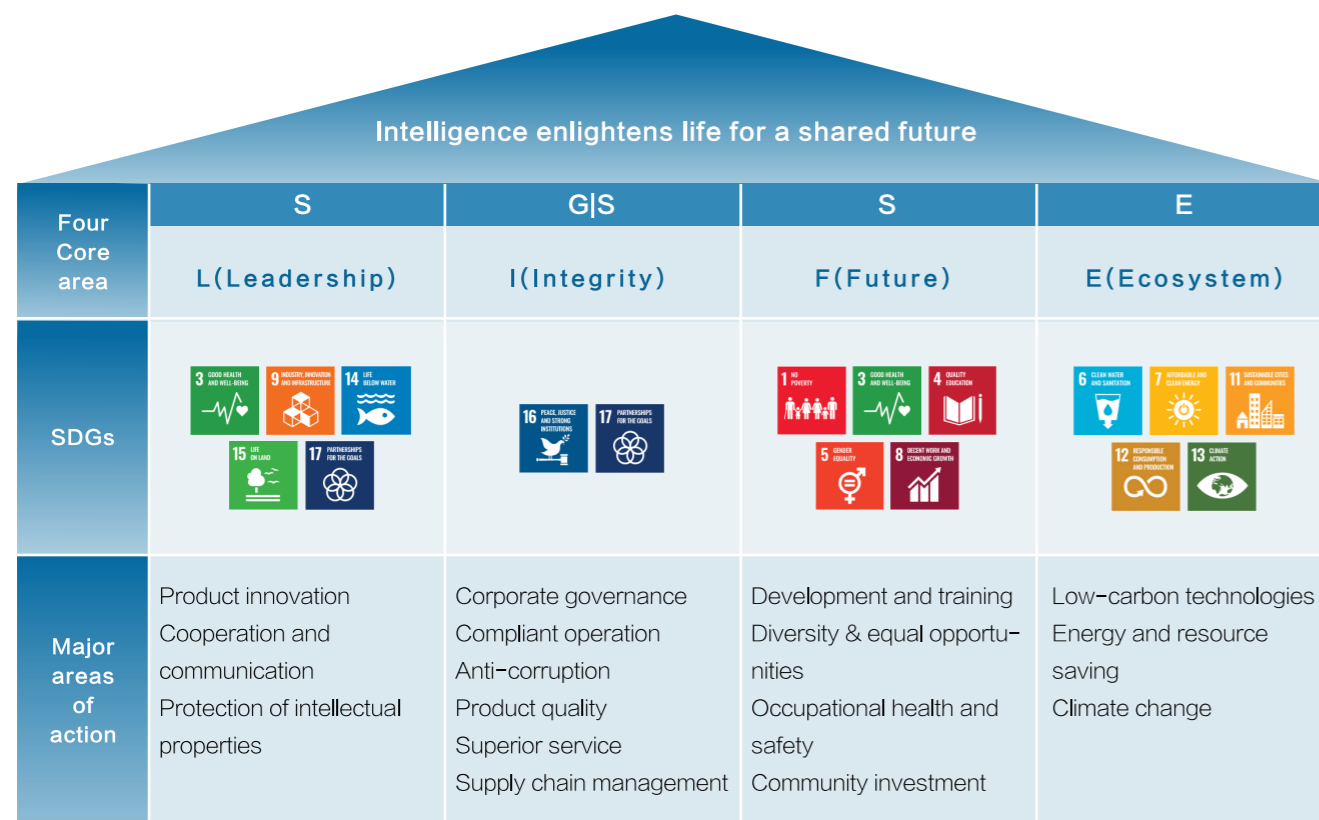 Intelligence enlightens life for a shared future
Four
Core
area
S
G|S
S
E
L(Leadership)
I(Integrity)
F(Future)
E(Ecosystem)
SDGs
3 GOOD HEALTH
AND WELL-BEING
9 INDUSTRY, INNOVATION
AND INFRASTRUCTURE
14 LIFE
BELOW WATER
15 LIFE
ON LAND
17 PARTNERSHIPS
FOR THE GOALS
16 PEACE, JUSTICE
AND STRONG
INSTITUTIONS
17 PARTNERSHIPS
FOR THE GOALS
1 NO
POVERTY
3 GOOD HEALTH
AND WELL-BEING
4 QUALITY
EDUCATION
5 GENDER
EQUALITY
8 DECENT WORK AND
ECONOMIC GROWTH
6 CLEAN WATER
AND SANITATION
7 AFFORDABLE AND
CLEAN ENERGY
11 SUSTAINABLE CITIES
AND COMMUNITIES
12 RESPONSIBLE
CONSUMPTION
AND PRODUCTION
13 CLIMATE
ACTION
Major
areas
of
action
Product innovation
Cooperation and
communication
Protection of intellectual
properties
Corporate governance
Compliant operation
Anti-corruption
Product quality
Superior service
Supply chain management
Development and training
Diversity & equal opportu-
nities
Occupational health and
safety
Community investment
Low-carbon technologies
Energy and resource
saving
Climate change